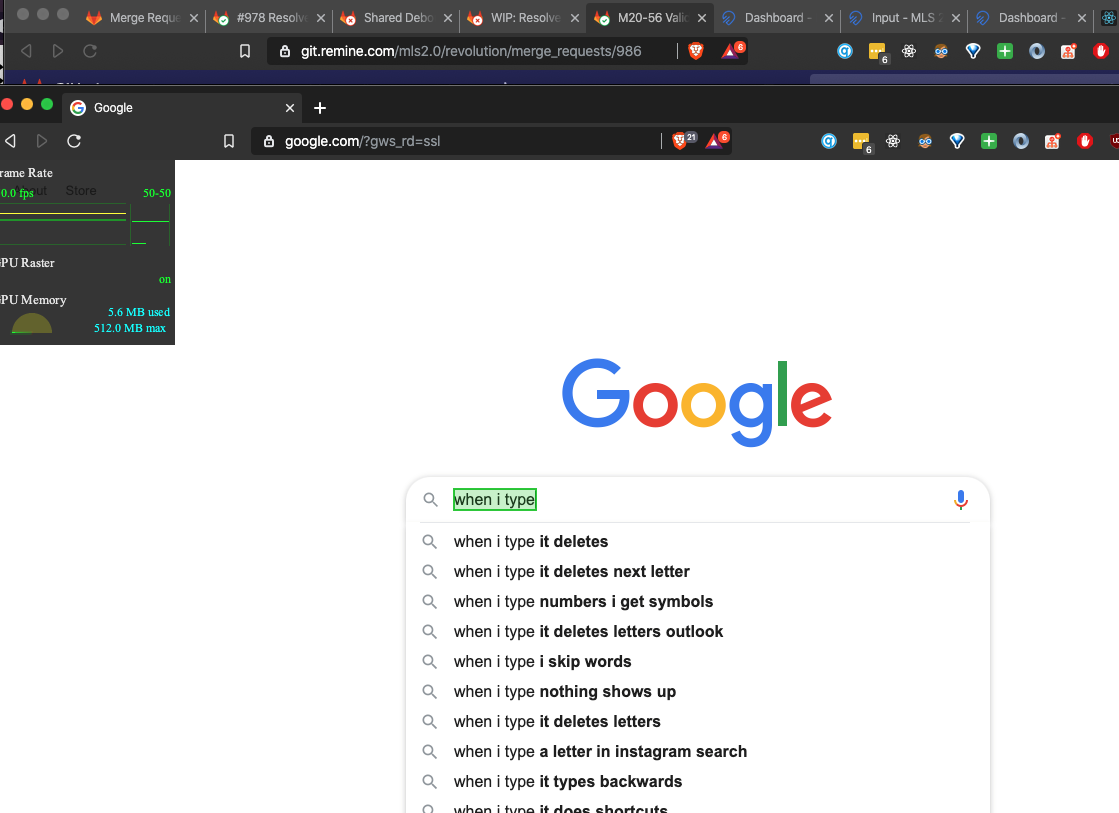 Merge Reque
#978 Resolve
Shared Debo
WIP: Resolve
M20-56 Valid
Dashboard -
Input - MLS 2
Dashboard -
git.remine.com/mls2.0/revolution/merge_requests/986
6
6
Google
google.com/?gws_rd=ssl
21
6
6
rame Rate
Store
0.0 fps
50-50
PU Raster
on
PU Memory
5.6 MB used
512.0 MB max
Google
when i type
when i type it deletes
when i type it deletes next letter
when i type numbers i get symbols
when i type it deletes letters outlook
when i type i skip words
when i type nothing shows up
when i type it deletes letters
when i type a letter in instagram search
when i type it types backwards
when i type it does shortcuts